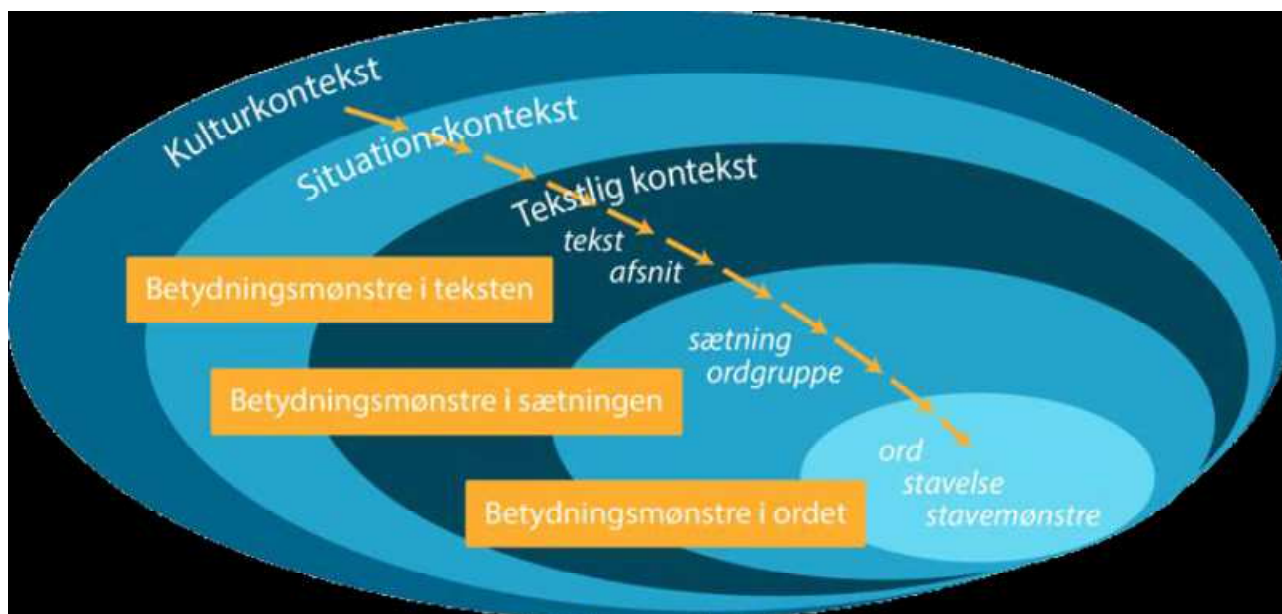 Kulturkontekst
Situationskontekst
Tekstlig kontekst
tekst
afsnit
Betydningsmønstre i teksten
sætning
ordgruppe
Betydningsmønstre i sætningen
ord
stavelse
stavemønstre
Betydningsmønstre i ordet